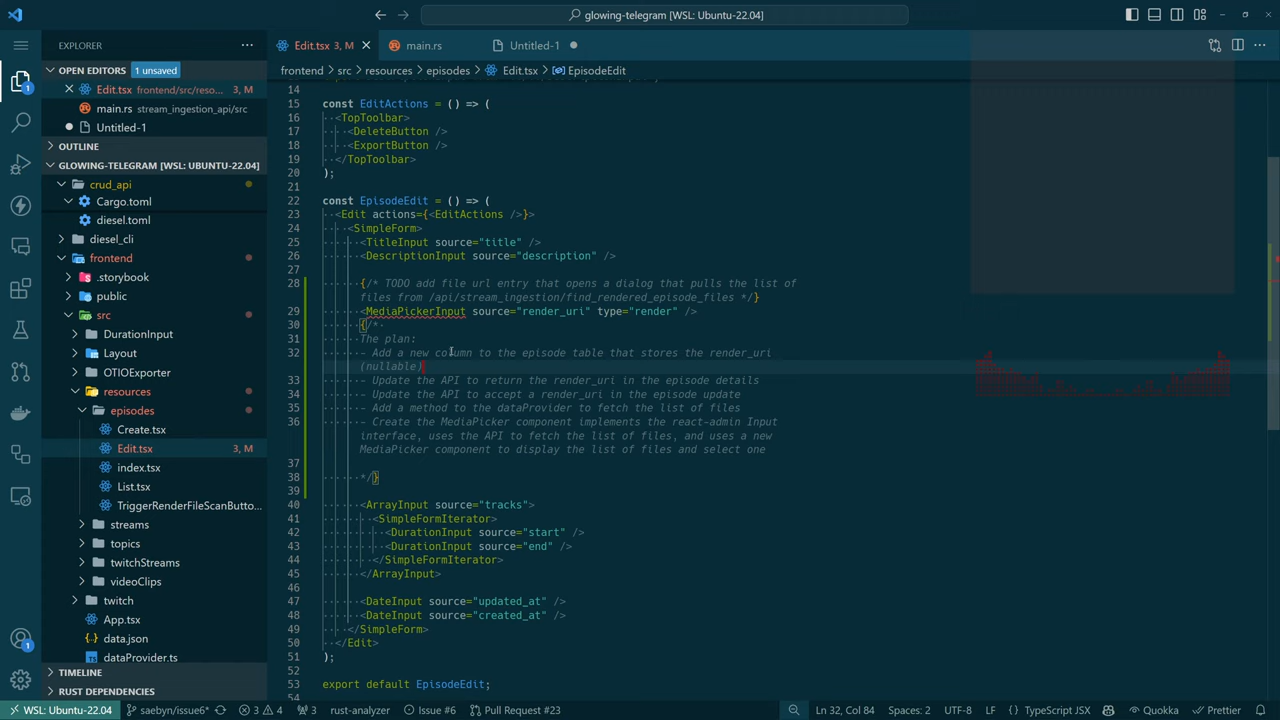 glowing-telegram [WSL: Ubuntu-22.04]
EXPLORER
OPEN EDITORS
1 unsaved
Edit.tsx frontend/src/reso... 3, M
main.rs stream_ingestion_api/src
Untitled-1
OUTLINE
GLOWING-TELEGRAM [WSL: UBUNTU-22.04]
crud_api
Cargo.toml
diesel.toml
diesel_cli
frontend
.storybook
public
src
DurationInput
Layout
OTIOExporter
resources
episodes
Create.tsx
Edit.tsx 3, M
index.tsx
List.tsx
TriggerRenderFileScanButto...
streams
topics
twitchStreams
videoClips
twitch
App.tsx
data.json
dataProvider.ts
TIMELINE
RUST DEPENDENCIES
Edit.tsx 3, M
main.rs
Untitled-1
frontend > src > resources > episodes > Edit.tsx > EpisodeEdit
14
15 const EditActions = () => (
16 <TopToolbar>
17 <DeleteButton />
18 <ExportButton />
19 </TopToolbar>
20 );
21
22 const EpisodeEdit = () => (
23 <Edit actions={<EditActions />}>
24 <SimpleForm>
25 <TitleInput source="title" />
26 <DescriptionInput source="description" />
27
28 {/* TODO add file url entry that opens a dialog that pulls the list of
files from /api/stream_ingestion/find_rendered_episode_files */}
29 <MediaPickerInput source="render_uri" type="render" />
30 {/*
31 The plan:
32 - Add a new column to the episode table that stores the render_uri
(nullable)
33 - Update the API to return the render_uri in the episode details
34 - Update the API to accept a render_uri in the episode update
35 - Add a method to the dataProvider to fetch the list of files
36 - Create the MediaPicker component implements the react-admin Input
interface, uses the API to fetch the list of files, and uses a new
MediaPicker component to display the list of files and select one
37
38 */}
39
40 <ArrayInput source="tracks">
41 <SimpleFormIterator>
42 <DurationInput source="start" />
43 <DurationInput source="end" />
44 </SimpleFormIterator>
45 </ArrayInput>
46
47 <DateInput source="updated_at" />
48 <DateInput source="created_at" />
49 </SimpleForm>
50 </Edit>
51 );
52
53 export default EpisodeEdit;
54
WSL: Ubuntu-22.04 saebyn/issue6* 3 4 3 rust-analyzer Issue #6 Pull Request #23 Ln 32, Col 84 Spaces: 2 UTF-8 LF TypeScript JSX Quokka Prettier